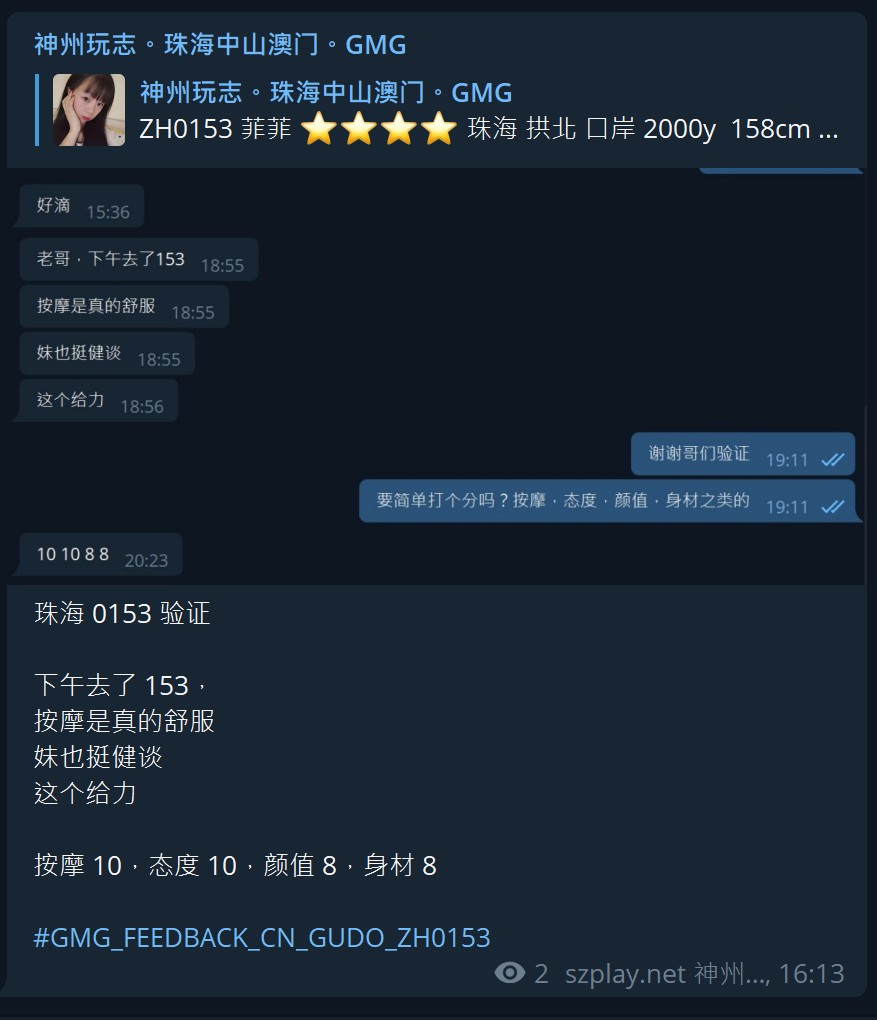 神州玩志。珠海中山澳门。GMG
神州玩志。珠海中山澳门。GMG
ZH0153 菲菲 ⭐⭐⭐⭐ 珠海 拱北 口岸 2000y 158cm ...
好滴 15:36
老哥，下午去了153 18:55
按摩是真的舒服 18:55
妹也挺健谈 18:55
这个给力 18:56
谢谢哥们验证 19:11
要简单打个分吗？按摩，态度，颜值，身材之类的 19:11
10 10 8 8 20:23
珠海 0153 验证
下午去了 153，
按摩是真的舒服
妹也挺健谈
这个给力
按摩 10，态度 10，颜值 8，身材 8
#GMG_FEEDBACK_CN_GUDO_ZH0153
2 szplay.net 神州..., 16:13